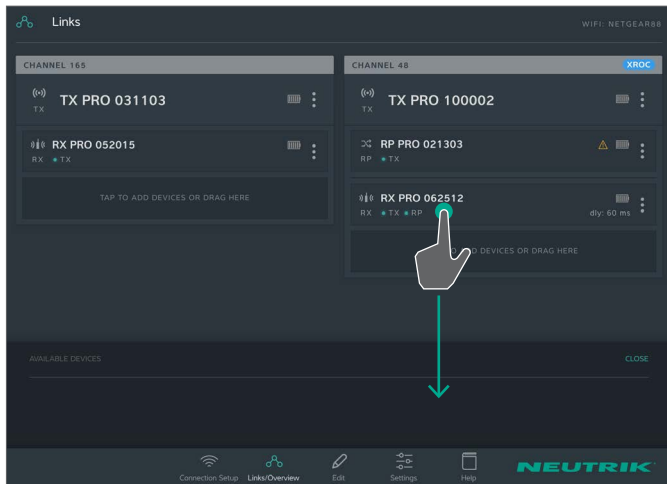 Links
WIFI: NETGEAR88
CHANNEL 165
TX PRO 031103
TX
RX PRO 052015
RX TX
TAP TO ADD DEVICES OR DRAG HERE
CHANNEL 48 XROC
TX PRO 100002
TX
RP PRO 021303
RP TX
RX PRO 062512
RX TX RP dly: 60 ms
ADD DEVICES OR DRAG HERE
AVAILABLE DEVICES CLOSE
Connection Setup Links/Overview Edit Settings Help
NEUTRIK